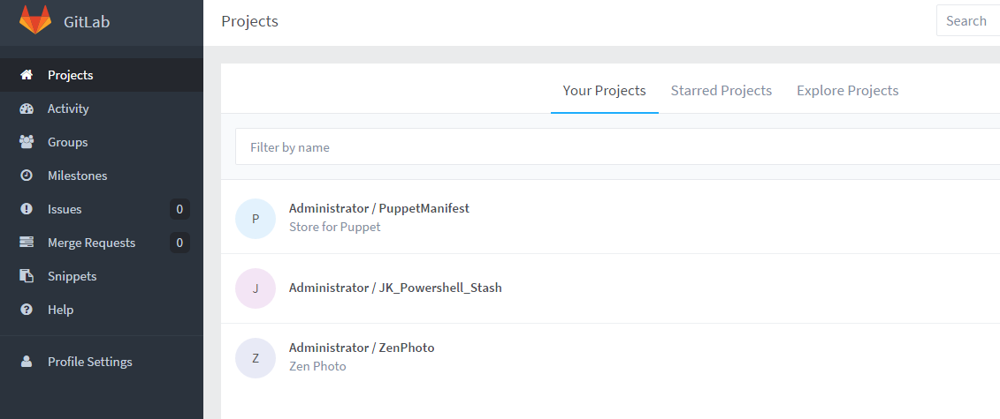 GitLab
Projects
Search
Projects
Activity
Groups
Milestones
Issues 0
Merge Requests 0
Snippets
Help
Profile Settings
Your Projects Starred Projects Explore Projects
Filter by name
P
Administrator / PuppetManifest
Store for Puppet
J
Administrator / JK_Powershell_Stash
Z
Administrator / ZenPhoto
Zen Photo